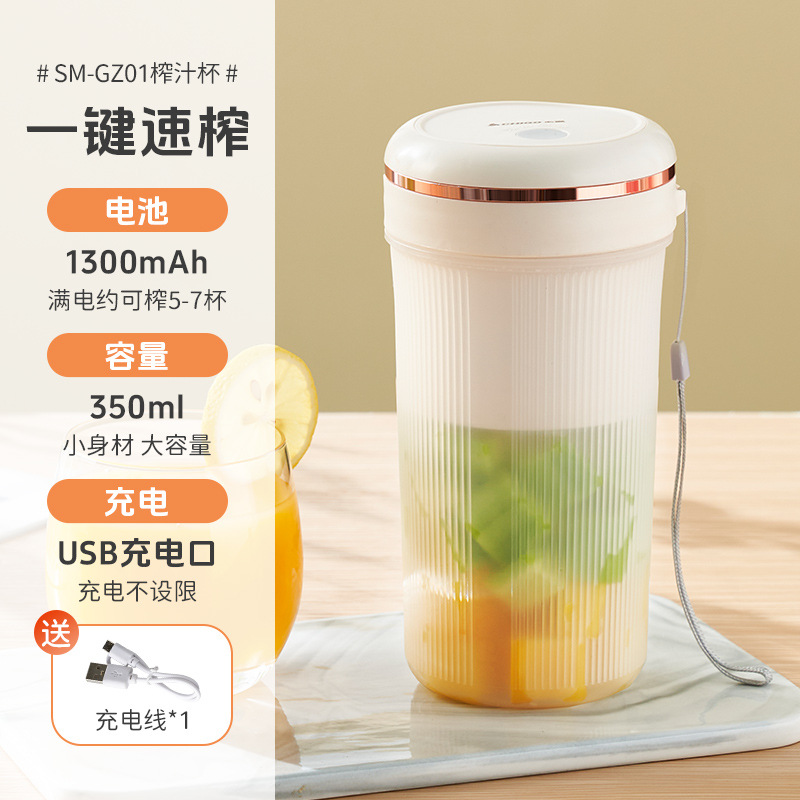 # SM-GZ01榨汁杯 #
一键速榨
电池
1300mAh
满电约可榨5-7杯
容量
350ml
小身材 大容量
充电
USB充电口
充电不设限
送
充电线*1